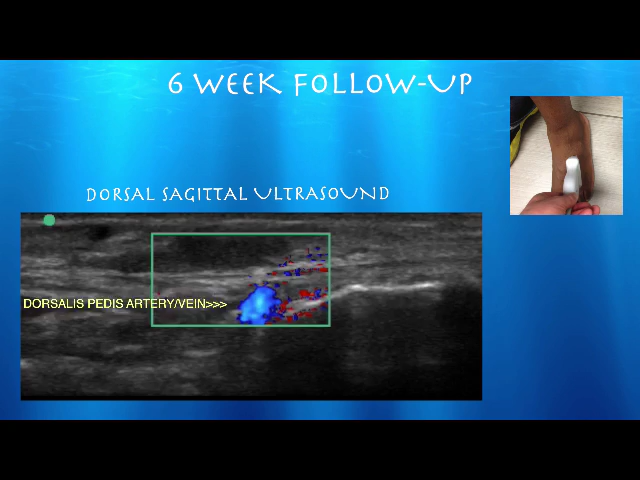 6 WEEK FOLLOW-UP
DORSAL SAGITTAL ULTRASOUND
DORSALIS PEDIS ARTERY/VEIN>>>